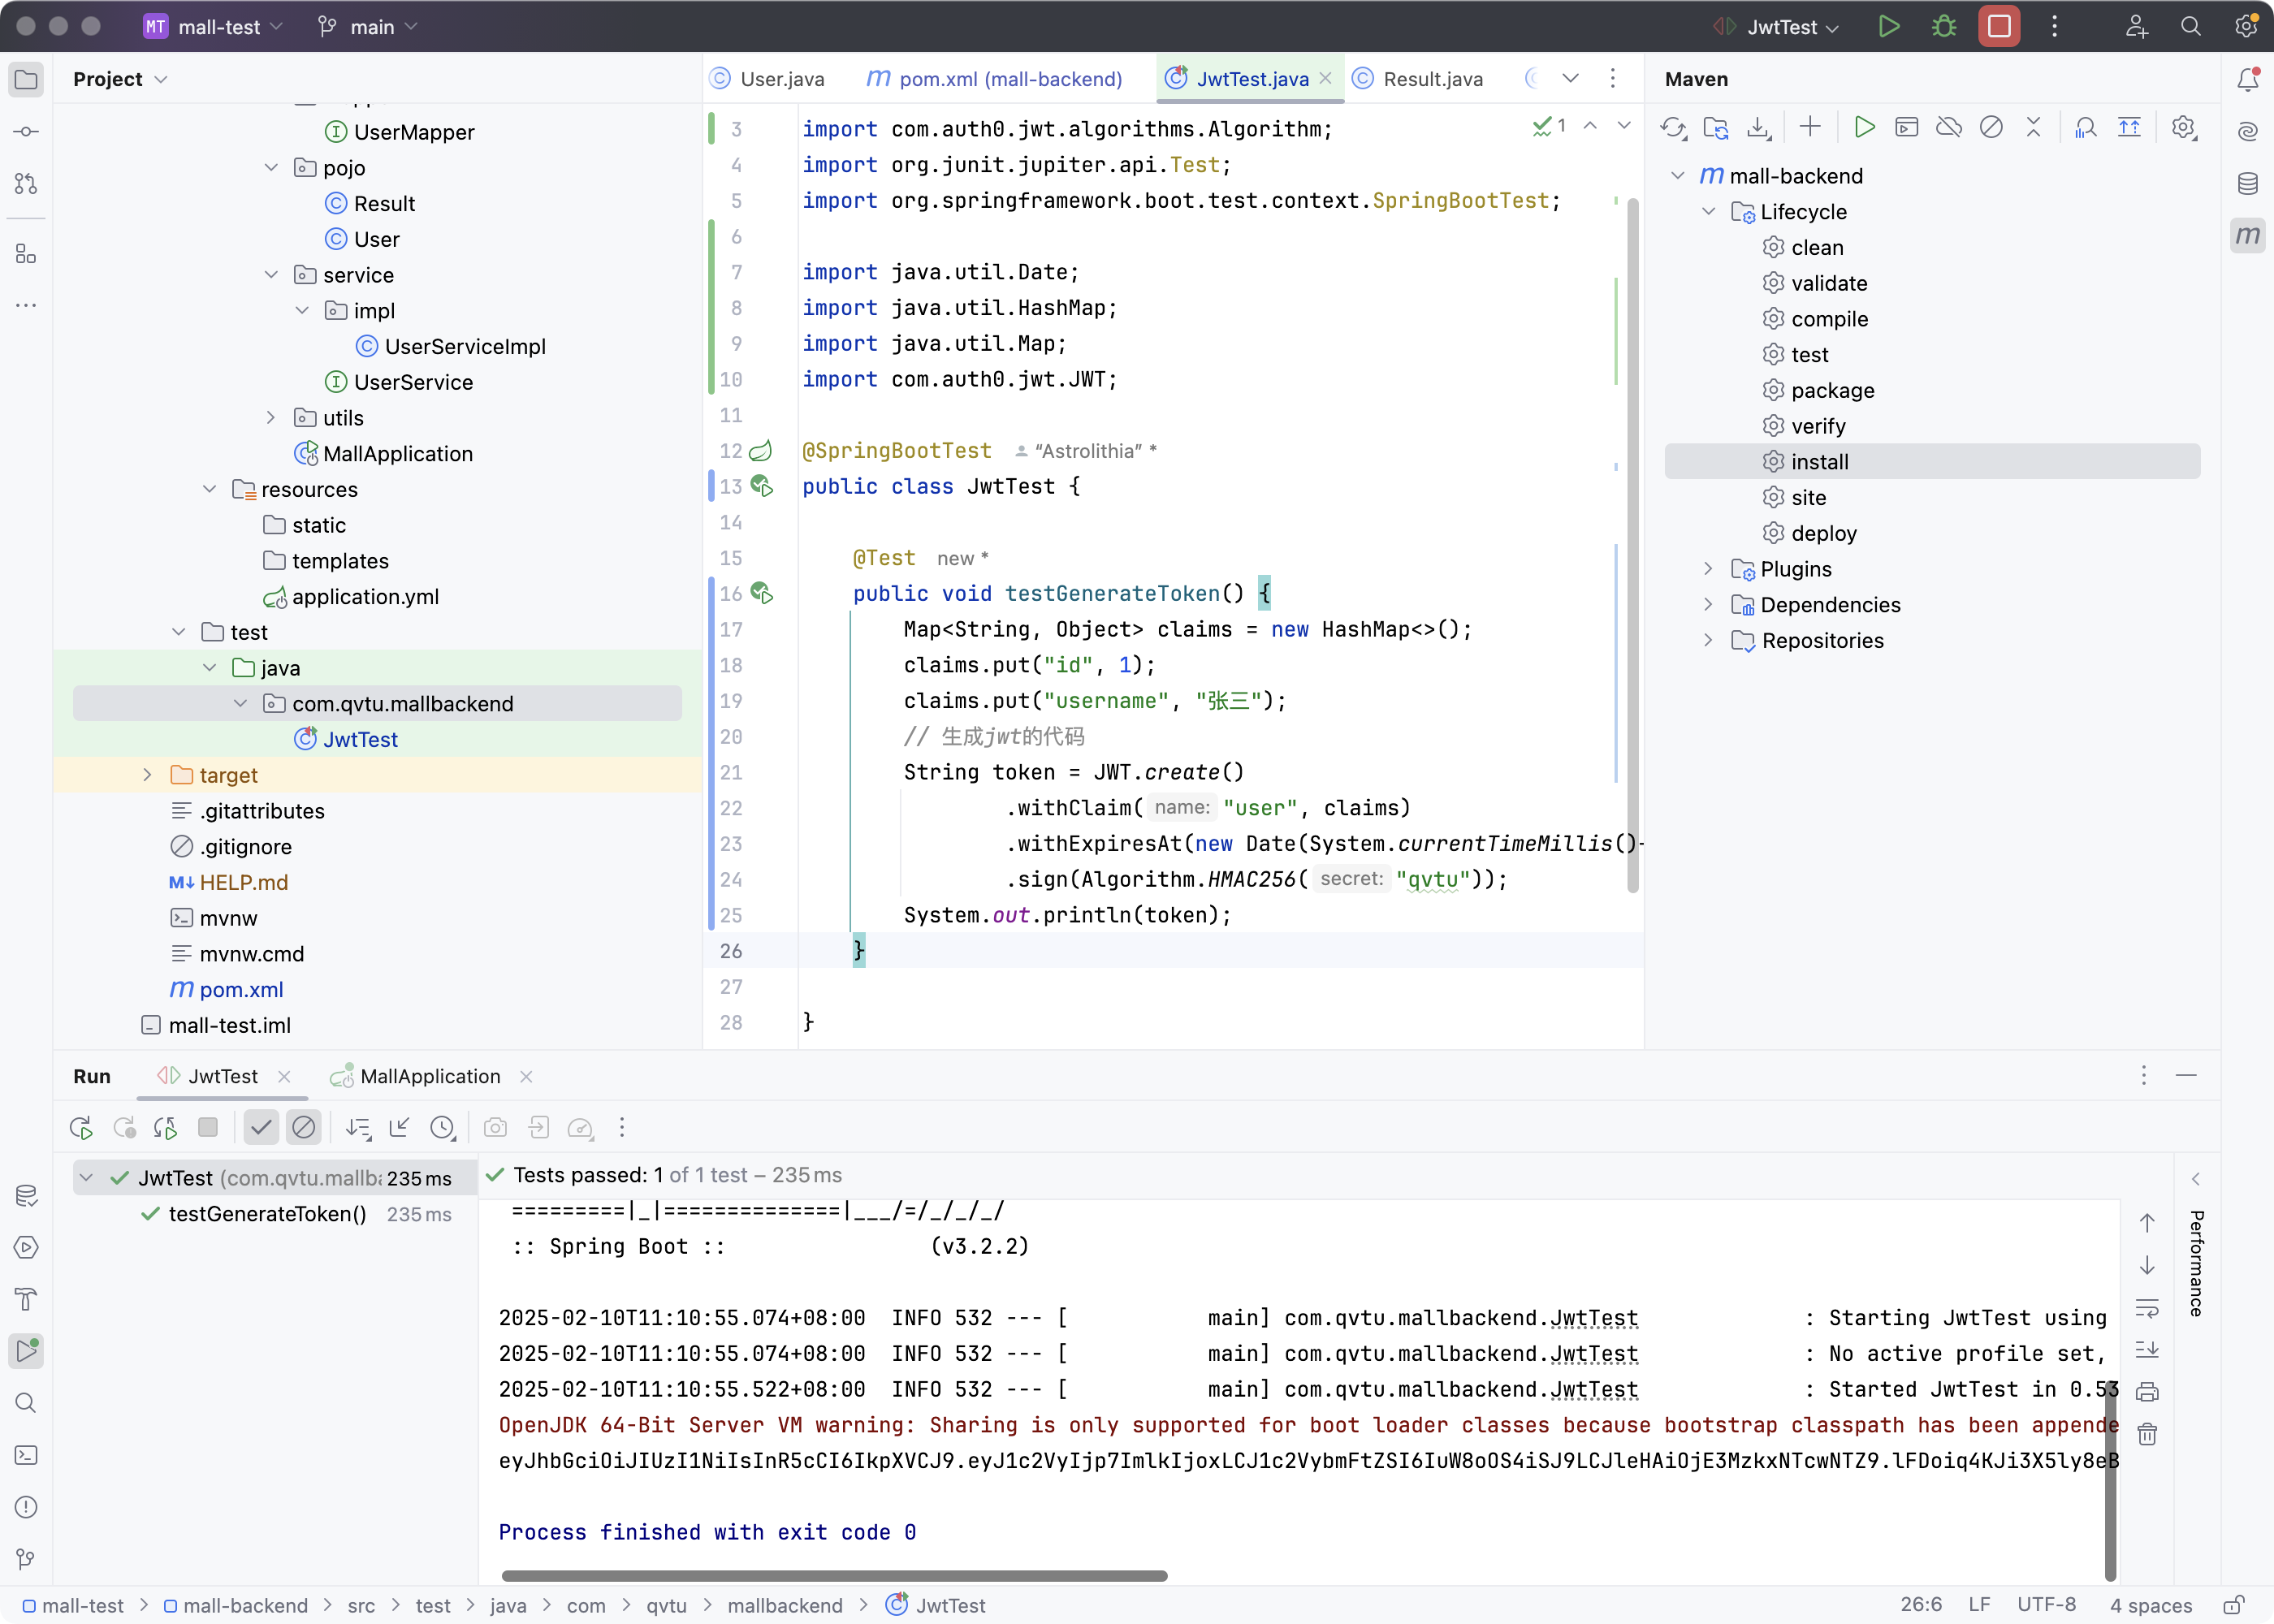 MT mall-test main JwtTest
Project
UserMapper
pojo
Result
User
service
impl
UserServiceImpl
UserService
utils
MallApplication
resources
static
templates
application.yml
test
java
com.qvtu.mallbackend
JwtTest
target
.gitattributes
.gitignore
M↓ HELP.md
mvnw
mvnw.cmd
m pom.xml
mall-test.iml
User.java m pom.xml (mall-backend) JwtTest.java Result.java
1
3 import com.auth0.jwt.algorithms.Algorithm;
4 import org.junit.jupiter.api.Test;
5 import org.springframework.boot.test.context.SpringBootTest;
6
7 import java.util.Date;
8 import java.util.HashMap;
9 import java.util.Map;
10 import com.auth0.jwt.JWT;
11
12 @SpringBootTest “Astrolithia” *
13 public class JwtTest {
14
15 @Test new *
16 public void testGenerateToken() {
17 Map<String, Object> claims = new HashMap<>();
18 claims.put("id", 1);
19 claims.put("username", "张三");
20 // 生成jwt的代码
21 String token = JWT.create()
22 .withClaim( name: "user", claims)
23 .withExpiresAt(new Date(System.currentTimeMillis()
24 .sign(Algorithm.HMAC256( secret: "qvtu"));
25 System.out.println(token);
26 }
27
28 }
Maven
m mall-backend
Lifecycle
clean
validate
compile
test
package
verify
install
site
deploy
Plugins
Dependencies
Repositories
m
Run JwtTest MallApplication
JwtTest (com.qvtu.mallba 235 ms
testGenerateToken() 235 ms
Tests passed: 1 of 1 test – 235 ms
=========|_|==============|___/=/_/_/_/
:: Spring Boot :: (v3.2.2)
2025-02-10T11:10:55.074+08:00 INFO 532 --- [ main] com.qvtu.mallbackend.JwtTest : Starting JwtTest using
2025-02-10T11:10:55.074+08:00 INFO 532 --- [ main] com.qvtu.mallbackend.JwtTest : No active profile set,
2025-02-10T11:10:55.522+08:00 INFO 532 --- [ main] com.qvtu.mallbackend.JwtTest : Started JwtTest in 0.53
OpenJDK 64-Bit Server VM warning: Sharing is only supported for boot loader classes because bootstrap classpath has been appende
eyJhbGciOiJIUzI1NiIsInR5cCI6IkpXVCJ9.eyJ1c2VyIjp7ImlkIjoxLCJ1c2VybmFtZSI6IuW8oOS4iSJ9LCJleHAiOjE3MzkxNTcwNTZ9.lFDoiq4KJi3X5ly8eB
Process finished with exit code 0
Performance
mall-test > mall-backend > src > test > java > com > qvtu > mallbackend > JwtTest
26:6 LF UTF-8 4 spaces